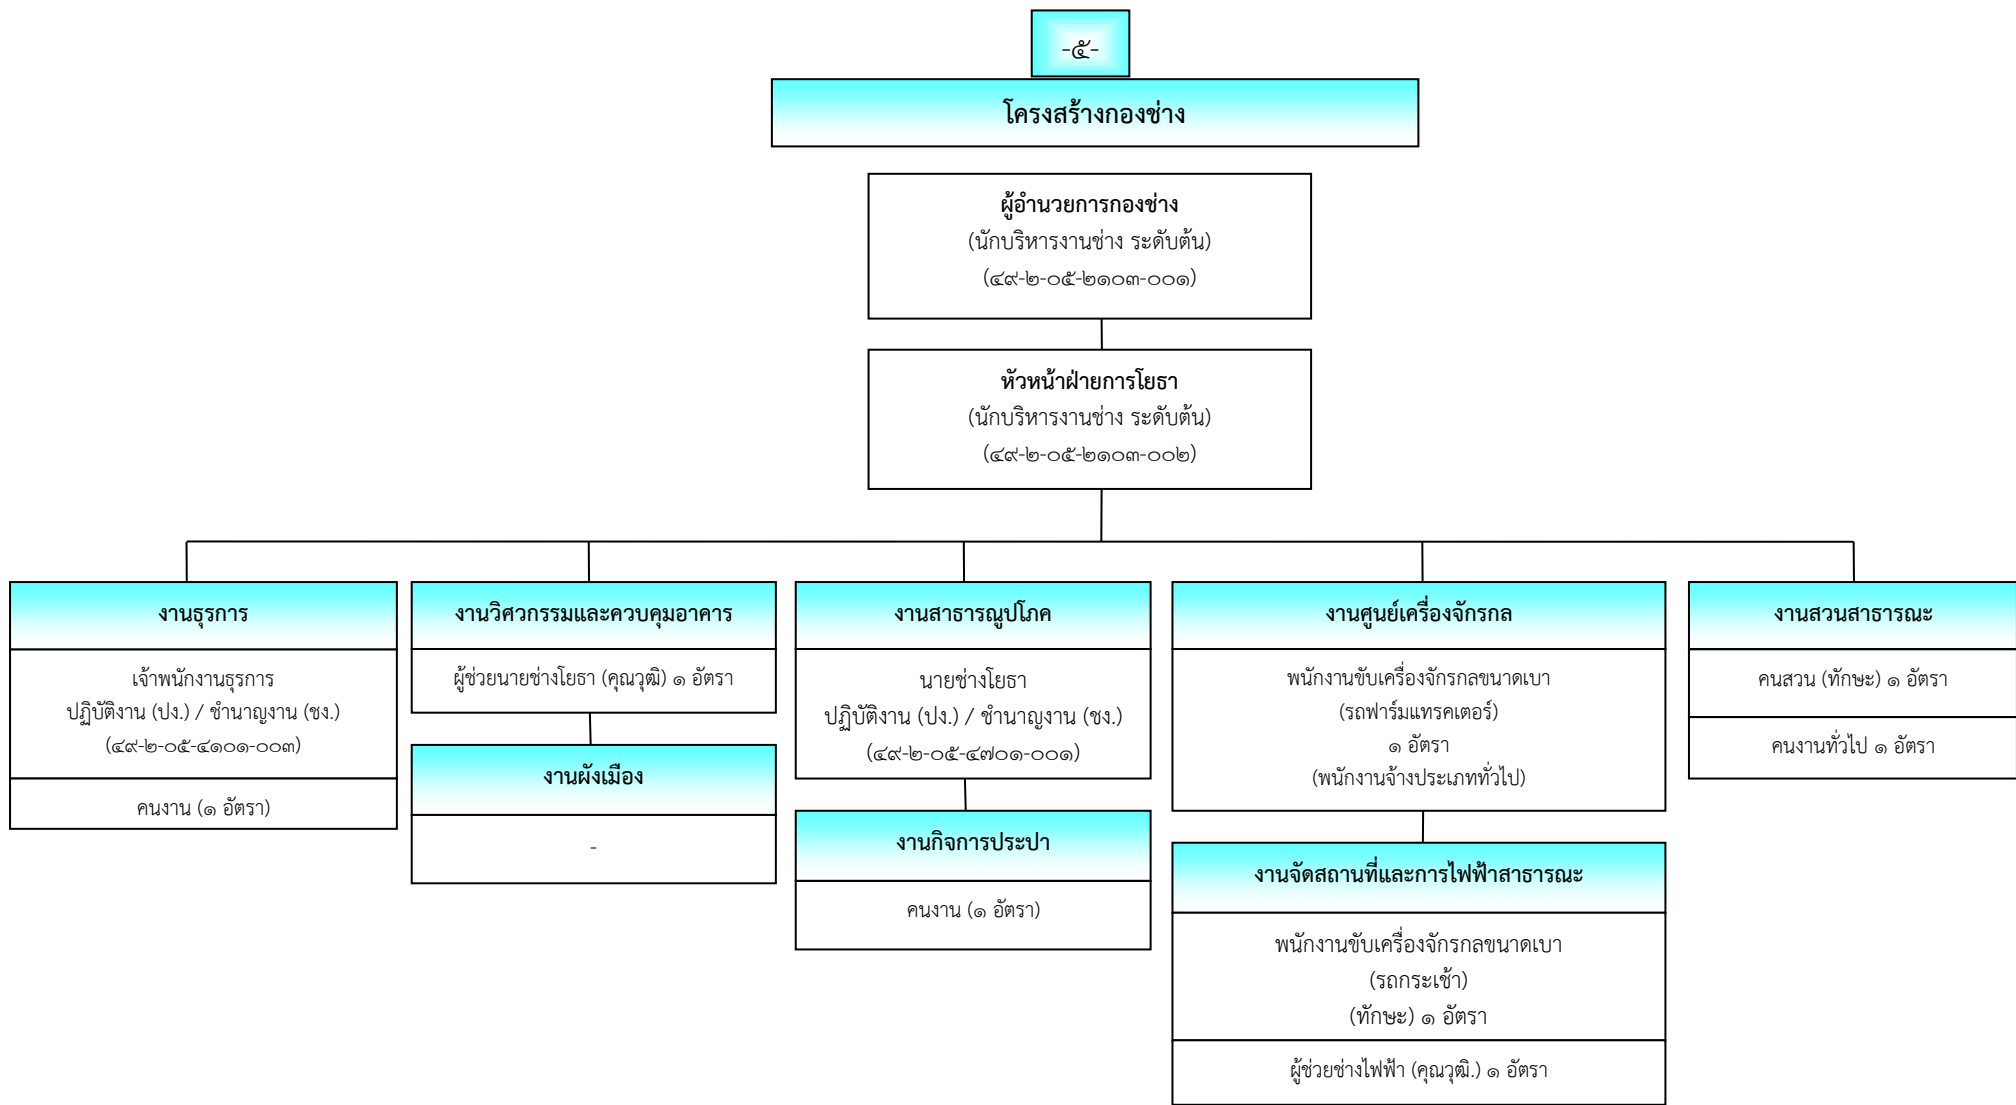 -๕-
โครงสร้างกองช่าง
ผู้อำนวยการกองช่าง
(นักบริหารงานช่าง ระดับต้น)
(๔๙-๒-๐๕-๒๑๐๓-๐๐๑)
หัวหน้าฝ่ายการโยธา
(นักบริหารงานช่าง ระดับต้น)
(๔๙-๒-๐๕-๒๑๐๓-๐๐๒)
งานธุรการ
เจ้าพนักงานธุรการ
ปฏิบัติงาน (ปง.) / ชำนาญงาน (ชง.)
(๔๙-๒-๐๕-๔๑๐๑-๐๐๓)
คนงาน (๑ อัตรา)
งานวิศวกรรมและควบคุมอาคาร
ผู้ช่วยนายช่างโยธา (คุณวุฒิ) ๑ อัตรา
งานผังเมือง
-
งานสาธารณูปโภค
นายช่างโยธา
ปฏิบัติงาน (ปง.) / ชำนาญงาน (ชง.)
(๔๙-๒-๐๕-๔๗๐๑-๐๐๑)
งานกิจการประปา
คนงาน (๑ อัตรา)
งานศูนย์เครื่องจักรกล
พนักงานขับเครื่องจักรกลขนาดเบา
(รถฟาร์มแทรคเตอร์)
๑ อัตรา
(พนักงานจ้างประเภททั่วไป)
งานจัดสถานที่และการไฟฟ้าสาธารณะ
พนักงานขับเครื่องจักรกลขนาดเบา
(รถกระเช้า)
(ทักษะ) ๑ อัตรา
ผู้ช่วยช่างไฟฟ้า (คุณวุฒิ.) ๑ อัตรา
งานสวนสาธารณะ
คนสวน (ทักษะ) ๑ อัตรา
คนงานทั่วไป ๑ อัตรา